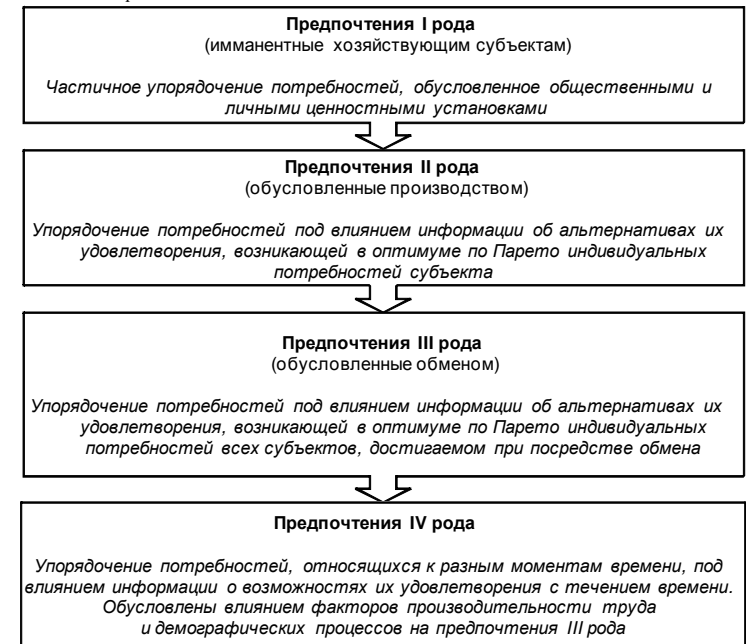 Предпочтения I рода
(имманентные хозяйствующим субъектам)
Частичное упорядочение потребностей, обусловленное общественными и
личными ценностными установками
Предпочтения II рода
(обусловленные производством)
Упорядочение потребностей под влиянием информации об альтернативах их
удовлетворения, возникающей в оптимуме по Парето индивидуальных
потребностей субъекта
Предпочтения III рода
(обусловленные обменом)
Упорядочение потребностей под влиянием информации об альтернативах их
удовлетворения, возникающей в оптимуме по Парето индивидуальных
потребностей всех субъектов, достигаемом при посредстве обмена
Предпочтения IV рода
Упорядочение потребностей, относящихся к разным моментам времени, под
влиянием информации о возможностях их удовлетворения с течением времени.
Обусловлены влиянием факторов производительности труда
и демографических процессов на предпочтения III рода